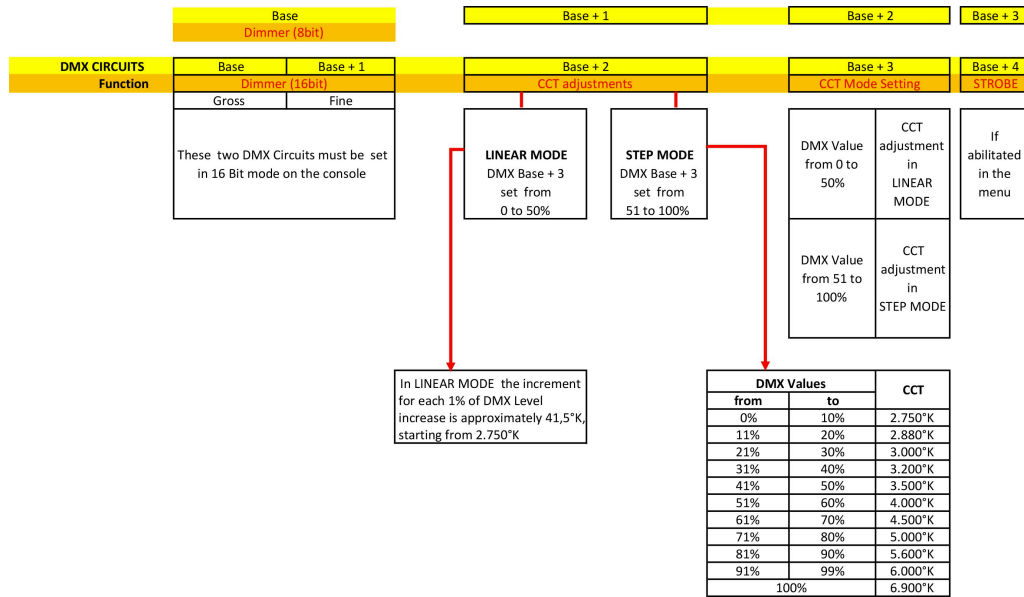 Base Base + 1 Base + 2 Base + 3
Dimmer (8bit)
DMX CIRCUITS Base Base + 1 Base + 2 Base + 3 Base + 4
Function Dimmer (16bit) CCT adjustments CCT Mode Setting STROBE
Gross Fine
These two DMX Circuits must be set
in 16 Bit mode on the console
LINEAR MODE
DMX Base + 3
set from
0 to 50%
STEP MODE
DMX Base + 3
set from
51 to 100%
DMX Value
from 0 to
50%
CCT
adjustment
in
LINEAR
MODE
If
abilitated
in the
menu
DMX Value
from 51 to
100%
CCT
adjustment
in
STEP MODE
In LINEAR MODE the increment
for each 1% of DMX Level
increase is approximately 41,5°K,
starting from 2.750°K
DMX Values CCT
from to
0% 10% 2.750°K
11% 20% 2.880°K
21% 30% 3.000°K
31% 40% 3.200°K
41% 50% 3.500°K
51% 60% 4.000°K
61% 70% 4.500°K
71% 80% 5.000°K
81% 90% 5.600°K
91% 99% 6.000°K
100% 6.900°K